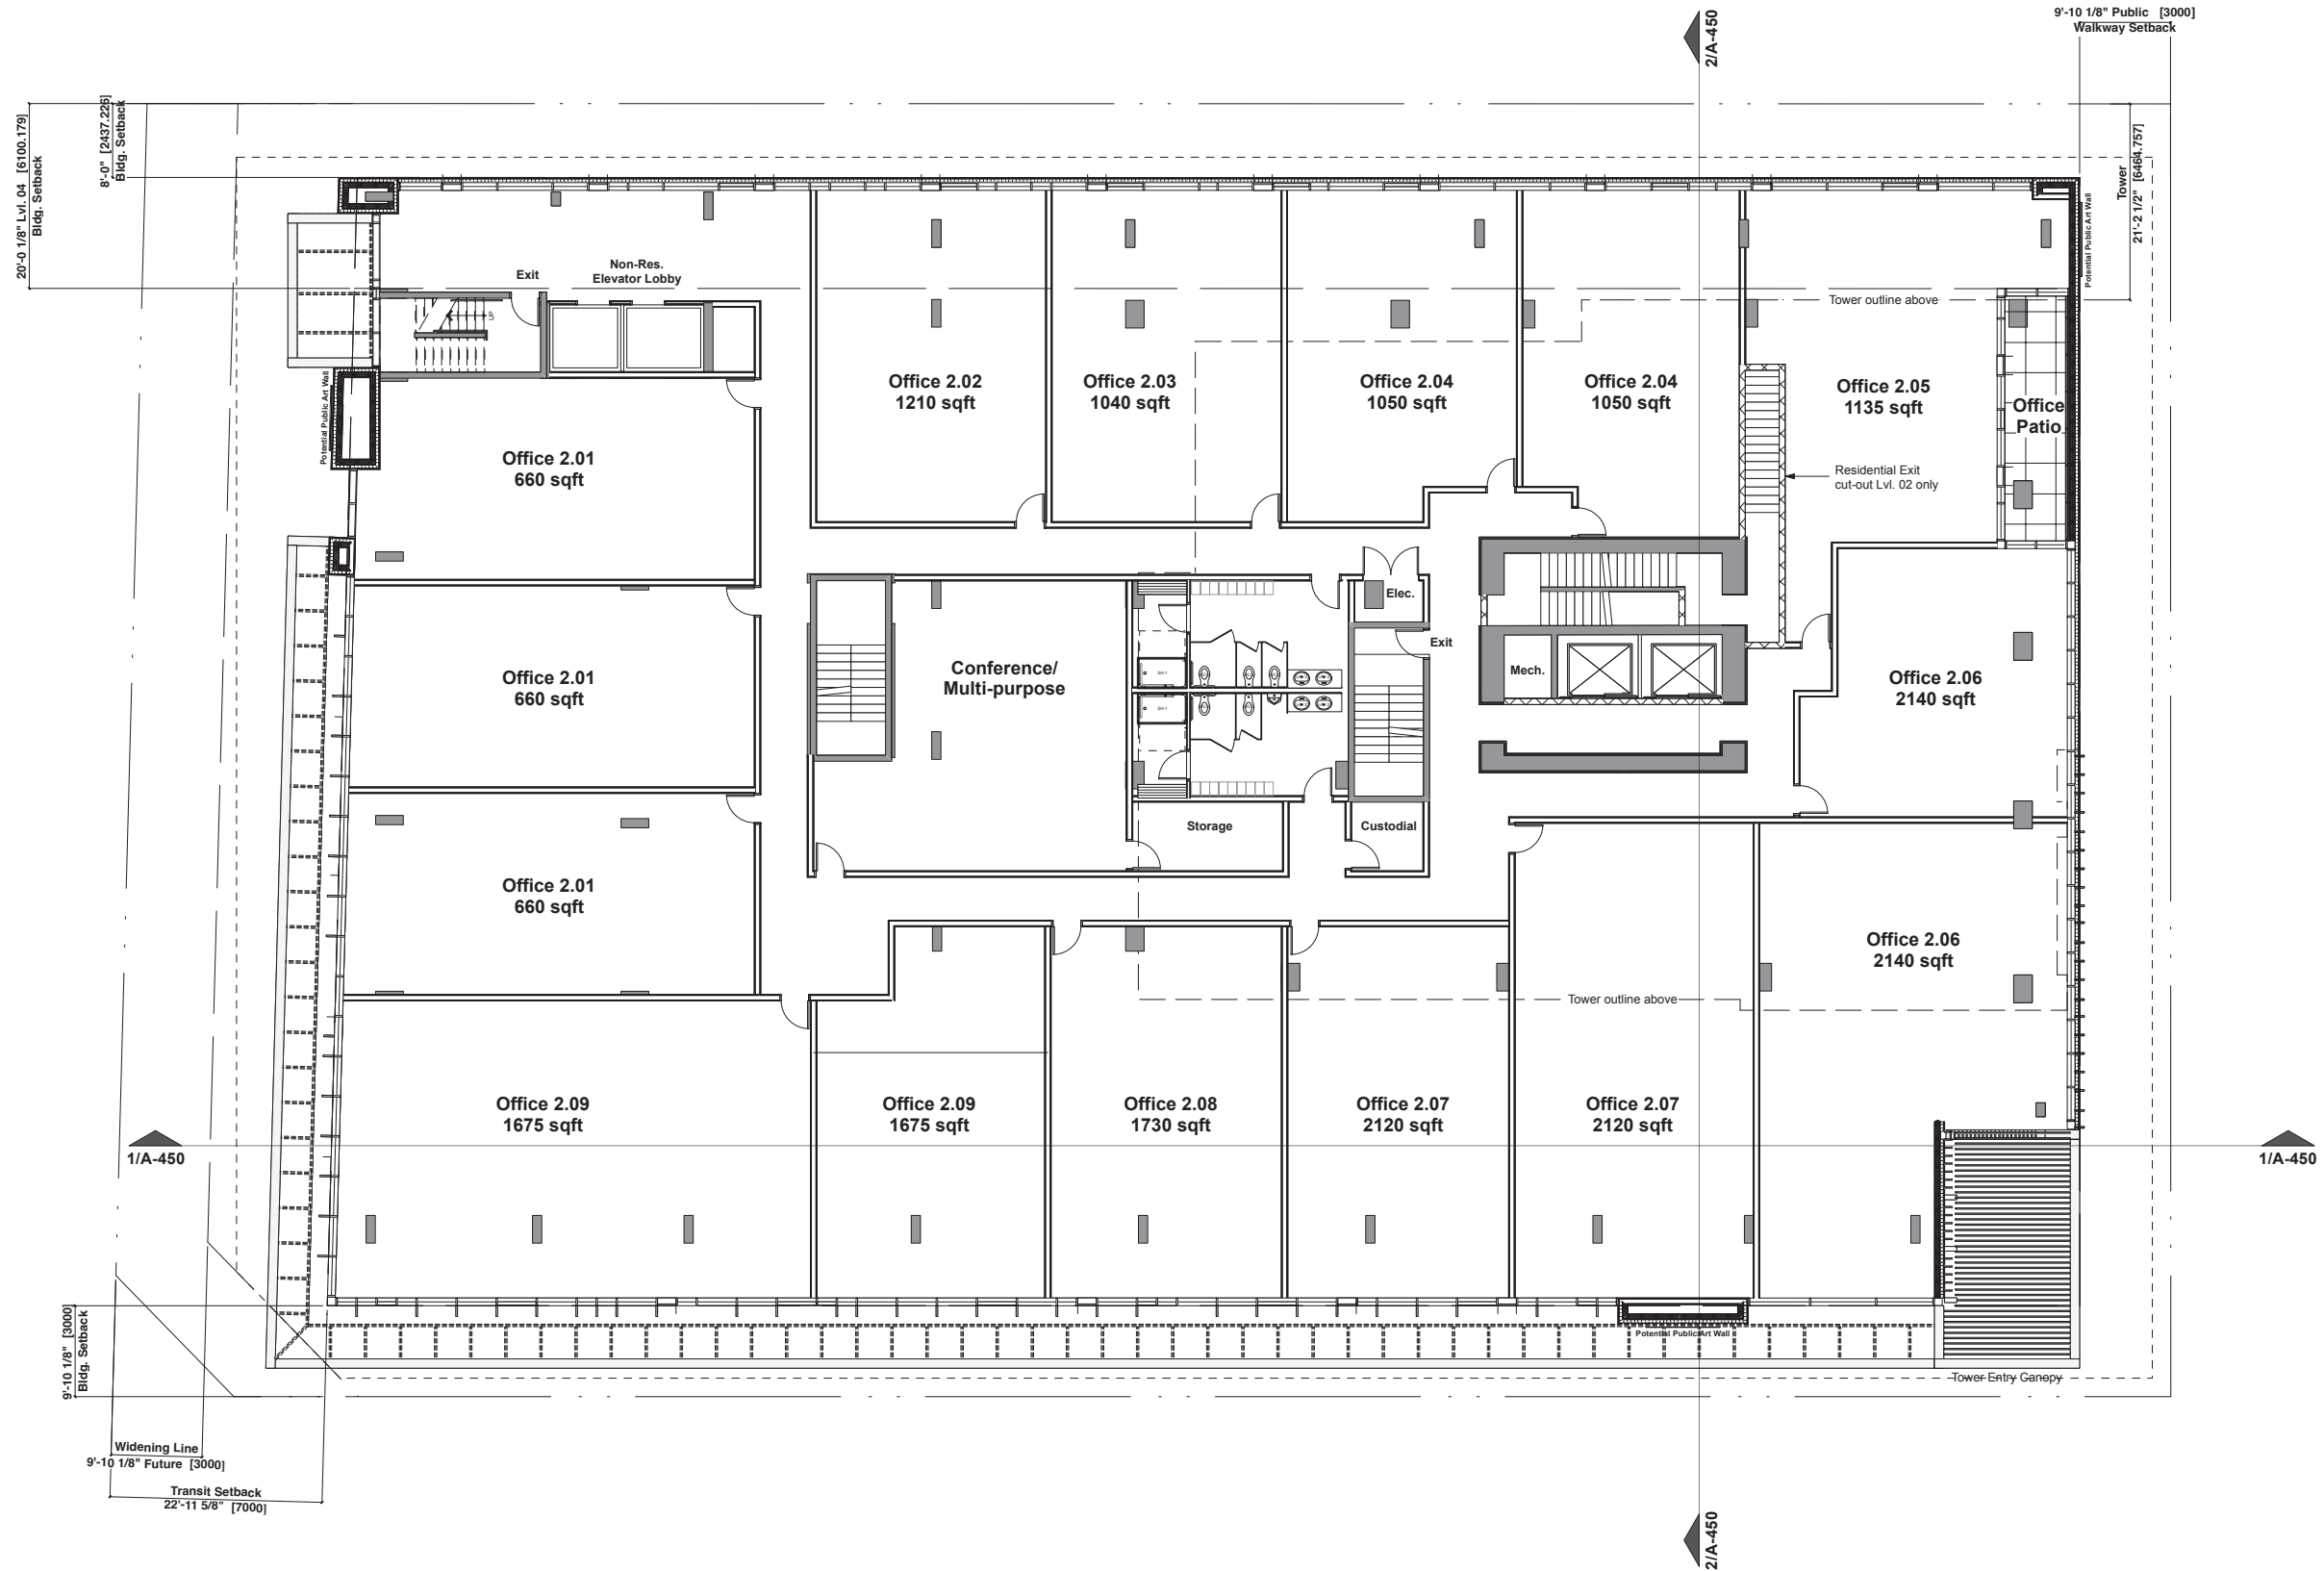 9'-10 1/8" Public [3000]
Walkway Setback
2/A-450
20'-0 1/8" Lvl. 04 [6100.179]
Bldg. Setback
8'-0" [2437.226]
Bldg. Setback
Tower
21'-2 1/2" [6464.757]
Potential Public Art Wall
Non-Res.
Elevator Lobby
Exit
Tower outline above
Potential Public Art Wall
Office 2.02
1210 sqft
Office 2.03
1040 sqft
Office 2.04
1050 sqft
Office 2.04
1050 sqft
Office 2.05
1135 sqft
Office
Patio
Office 2.01
660 sqft
Residential Exit
cut-out Lvl. 02 only
Elec.
Exit
Office 2.01
660 sqft
Conference/
Multi-purpose
Mech.
Office 2.06
2140 sqft
Storage
Custodial
Office 2.01
660 sqft
Office 2.06
2140 sqft
Tower outline above
Office 2.09
1675 sqft
Office 2.09
1675 sqft
Office 2.08
1730 sqft
Office 2.07
2120 sqft
Office 2.07
2120 sqft
1/A-450
1/A-450
9'-10 1/8" [3000]
Bldg. Setback
Potential Public Art Wall
Tower Entry Canopy
Widening Line
9'-10 1/8" Future [3000]
Transit Setback
22'-11 5/8" [7000]
2/A-450